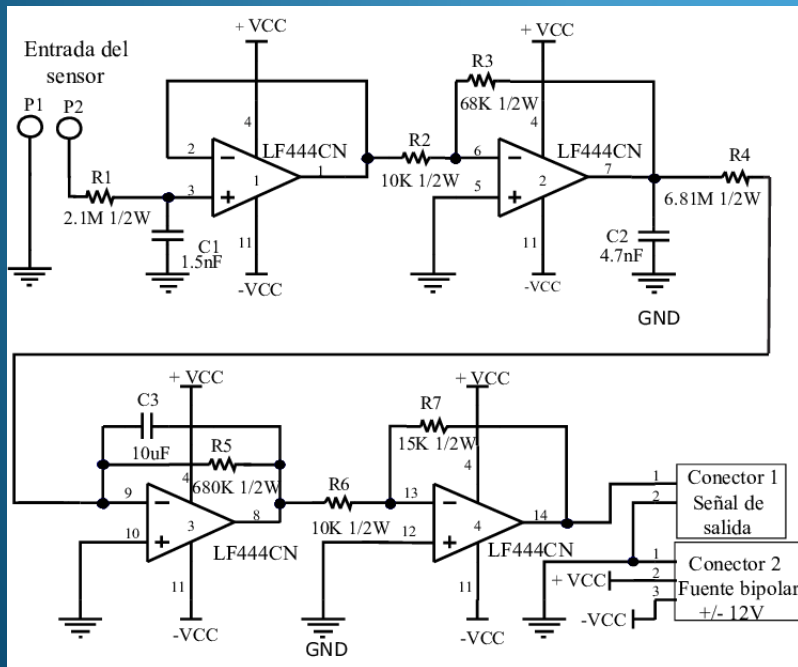 Entrada del
sensor
P1
P2
R1
2.1M 1/2W
C1
1.5nF
+ VCC
4
2
3
1
1
LF444CN
11
-VCC
R2
10K 1/2W
R3
68K 1/2W
+ VCC
4
6
5
2
7
LF444CN
11
-VCC
C2
4.7nF
GND
R4
6.81M 1/2W
C3
10uF
R5
680K 1/2W
+ VCC
4
9
10
3
8
LF444CN
11
-VCC
R6
10K 1/2W
GND
R7
15K 1/2W
+ VCC
4
13
12
4
14
LF444CN
11
-VCC
1
2
Conector 1
Señal de
salida
1
2
3
+ VCC
-VCC
Conector 2
Fuente bipolar
+/- 12V